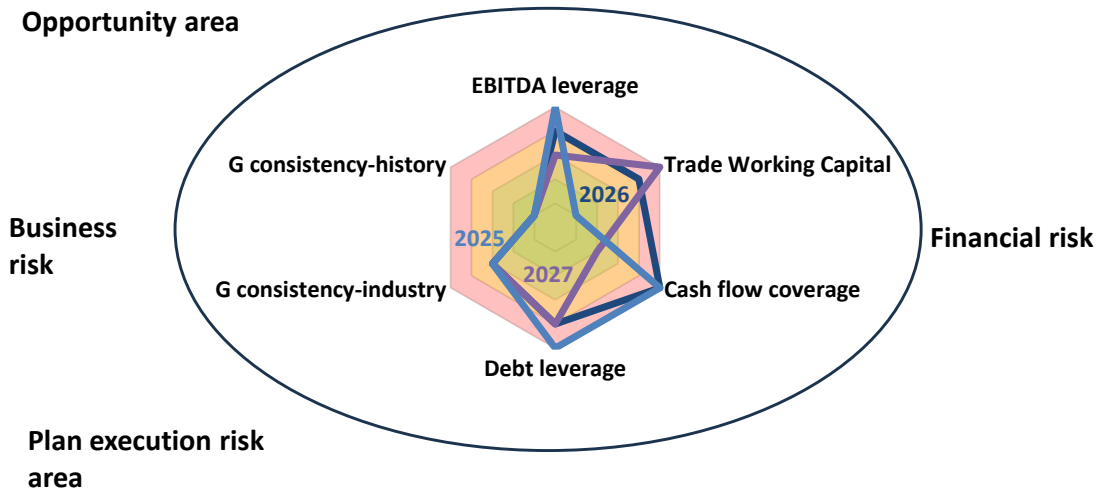 Opportunity area
EBITDA leverage
G consistency-history
Trade Working Capital
2026
Business
risk
2025
Financial risk
2027
G consistency-industry
Cash flow coverage
Debt leverage
Plan execution risk
area